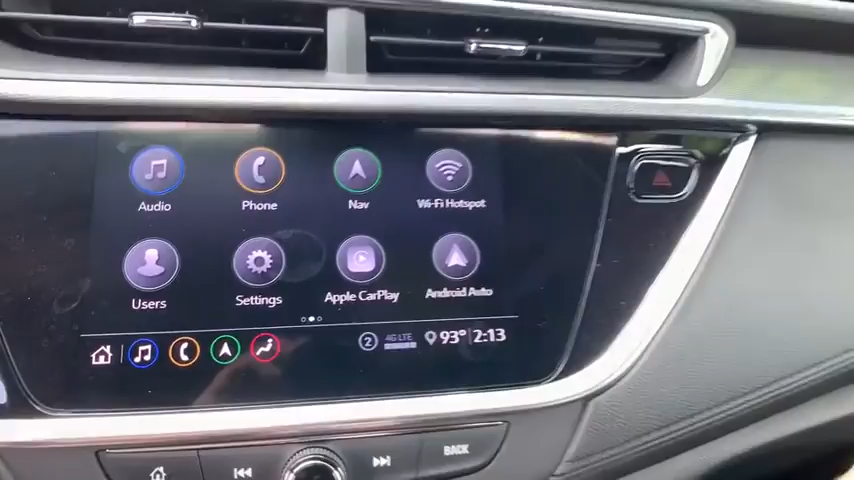 Audio Phone Nav Wi-Fi Hotspot
Users Settings Apple CarPlay Android Auto
2 4G LTE 93° 2:13
BACK